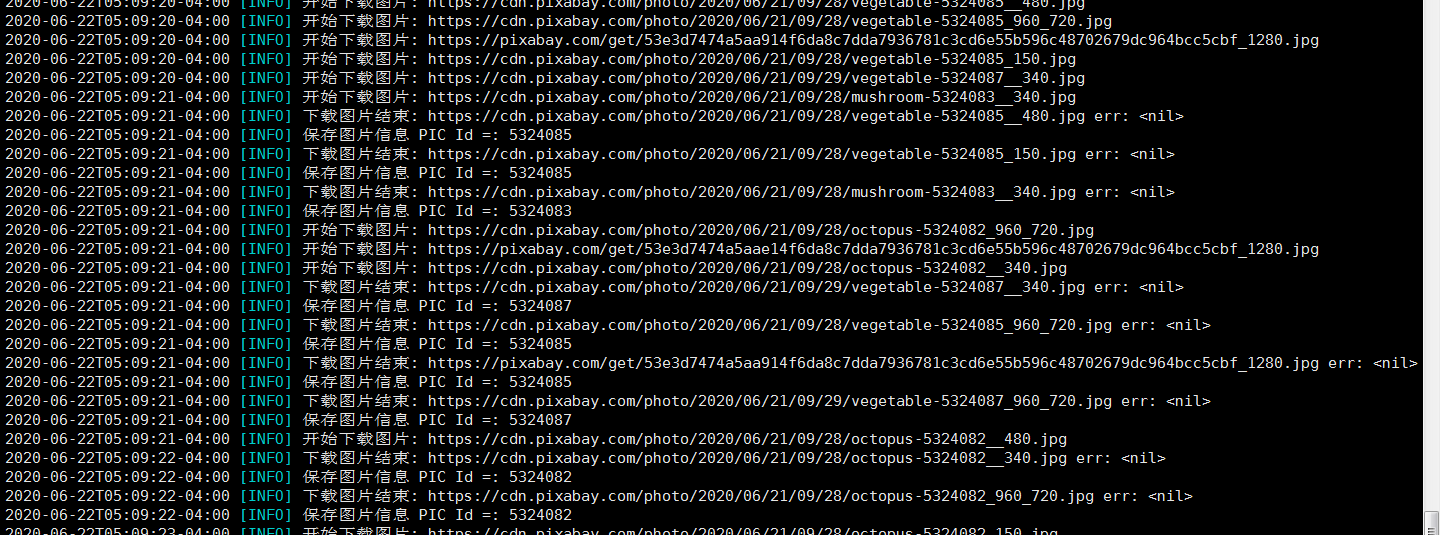 2020-06-22T05:09:20-04:00 [INFO] 开始下载图片: https://cdn.pixabay.com/photo/2020/06/21/09/28/vegetable-5324085__480.jpg
2020-06-22T05:09:20-04:00 [INFO] 开始下载图片: https://cdn.pixabay.com/photo/2020/06/21/09/28/vegetable-5324085_960_720.jpg
2020-06-22T05:09:20-04:00 [INFO] 开始下载图片: https://pixabay.com/get/53e3d7474a5aa914f6da8c7dda7936781c3cd6e55b596c48702679dc964bcc5cbf_1280.jpg
2020-06-22T05:09:20-04:00 [INFO] 开始下载图片: https://cdn.pixabay.com/photo/2020/06/21/09/28/vegetable-5324085_150.jpg
2020-06-22T05:09:20-04:00 [INFO] 开始下载图片: https://cdn.pixabay.com/photo/2020/06/21/09/29/vegetable-5324087__340.jpg
2020-06-22T05:09:21-04:00 [INFO] 开始下载图片: https://cdn.pixabay.com/photo/2020/06/21/09/28/mushroom-5324083__340.jpg
2020-06-22T05:09:21-04:00 [INFO] 下载图片结束: https://cdn.pixabay.com/photo/2020/06/21/09/28/vegetable-5324085__480.jpg err: <nil>
2020-06-22T05:09:21-04:00 [INFO] 保存图片信息 PIC Id =: 5324085
2020-06-22T05:09:21-04:00 [INFO] 下载图片结束: https://cdn.pixabay.com/photo/2020/06/21/09/28/vegetable-5324085_150.jpg err: <nil>
2020-06-22T05:09:21-04:00 [INFO] 保存图片信息 PIC Id =: 5324085
2020-06-22T05:09:21-04:00 [INFO] 下载图片结束: https://cdn.pixabay.com/photo/2020/06/21/09/28/mushroom-5324083__340.jpg err: <nil>
2020-06-22T05:09:21-04:00 [INFO] 保存图片信息 PIC Id =: 5324083
2020-06-22T05:09:21-04:00 [INFO] 开始下载图片: https://cdn.pixabay.com/photo/2020/06/21/09/28/octopus-5324082_960_720.jpg
2020-06-22T05:09:21-04:00 [INFO] 开始下载图片: https://pixabay.com/get/53e3d7474a5aae14f6da8c7dda7936781c3cd6e55b596c48702679dc964bcc5cbf_1280.jpg
2020-06-22T05:09:21-04:00 [INFO] 开始下载图片: https://cdn.pixabay.com/photo/2020/06/21/09/28/octopus-5324082__340.jpg
2020-06-22T05:09:21-04:00 [INFO] 下载图片结束: https://cdn.pixabay.com/photo/2020/06/21/09/29/vegetable-5324087__340.jpg err: <nil>
2020-06-22T05:09:21-04:00 [INFO] 保存图片信息 PIC Id =: 5324087
2020-06-22T05:09:21-04:00 [INFO] 下载图片结束: https://cdn.pixabay.com/photo/2020/06/21/09/28/vegetable-5324085_960_720.jpg err: <nil>
2020-06-22T05:09:21-04:00 [INFO] 保存图片信息 PIC Id =: 5324085
2020-06-22T05:09:21-04:00 [INFO] 下载图片结束: https://pixabay.com/get/53e3d7474a5aa914f6da8c7dda7936781c3cd6e55b596c48702679dc964bcc5cbf_1280.jpg err: <nil>
2020-06-22T05:09:21-04:00 [INFO] 保存图片信息 PIC Id =: 5324085
2020-06-22T05:09:21-04:00 [INFO] 下载图片结束: https://cdn.pixabay.com/photo/2020/06/21/09/29/vegetable-5324087_960_720.jpg err: <nil>
2020-06-22T05:09:21-04:00 [INFO] 保存图片信息 PIC Id =: 5324087
2020-06-22T05:09:21-04:00 [INFO] 开始下载图片: https://cdn.pixabay.com/photo/2020/06/21/09/28/octopus-5324082__480.jpg
2020-06-22T05:09:22-04:00 [INFO] 下载图片结束: https://cdn.pixabay.com/photo/2020/06/21/09/28/octopus-5324082__340.jpg err: <nil>
2020-06-22T05:09:22-04:00 [INFO] 保存图片信息 PIC Id =: 5324082
2020-06-22T05:09:22-04:00 [INFO] 下载图片结束: https://cdn.pixabay.com/photo/2020/06/21/09/28/octopus-5324082_960_720.jpg err: <nil>
2020-06-22T05:09:22-04:00 [INFO] 保存图片信息 PIC Id =: 5324082
2020-06-22T05:09:23-04:00 [INFO] 开始下载图片: https://cdn.pixabay.com/photo/2020/06/21/09/28/octopus-5324082_150.jpg